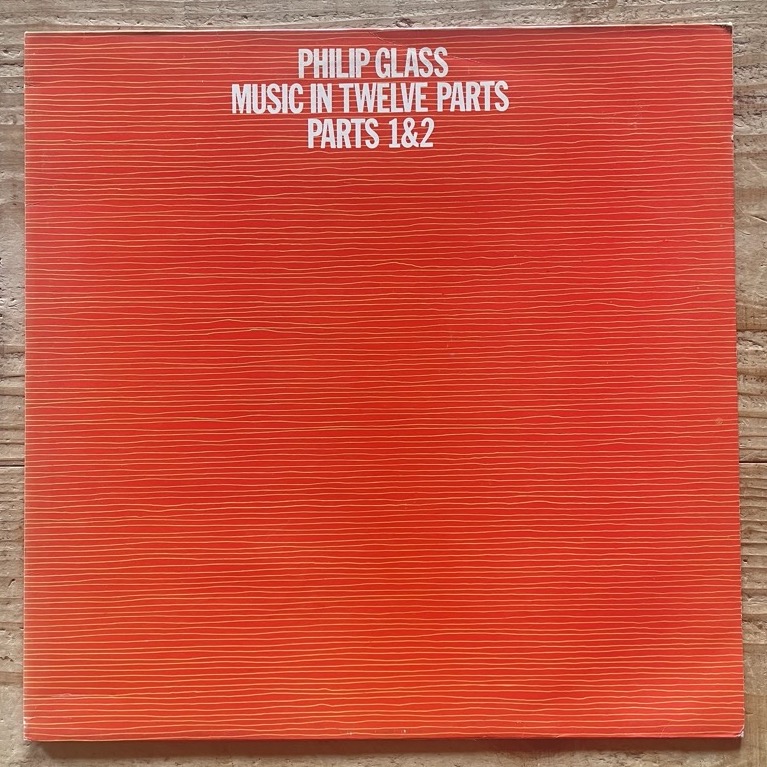 PHILIP GLASS
MUSIC IN TWELVE PARTS
PARTS 1&2